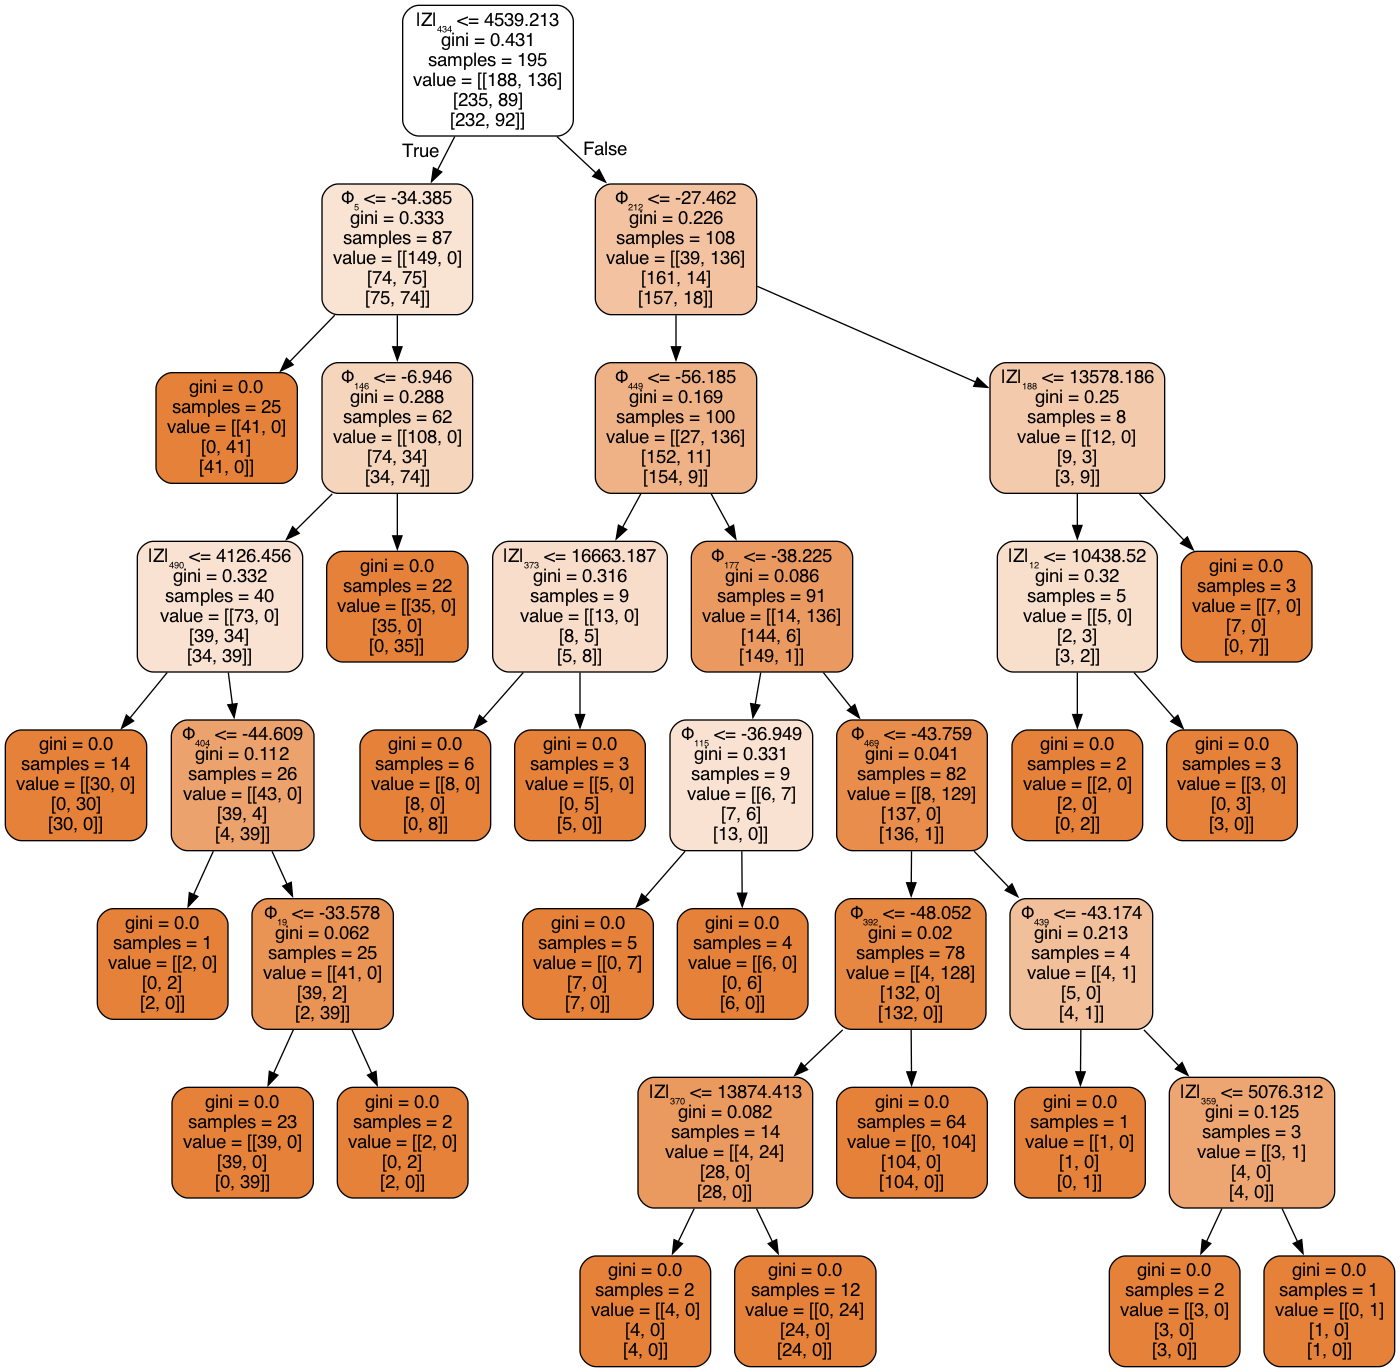 |Z|₄₃₄ <= 4539.213
gini = 0.431
samples = 195
value = [[188, 136]
[235, 89]
[232, 92]]
True
False
Φ₅ <= -34.385
gini = 0.333
samples = 87
value = [[149, 0]
[74, 75]
[75, 74]]
Φ₂₁₂ <= -27.462
gini = 0.226
samples = 108
value = [[39, 136]
[161, 14]
[157, 18]]
gini = 0.0
samples = 25
value = [[41, 0]
[0, 41]
[41, 0]]
Φ₁₄₆ <= -6.946
gini = 0.288
samples = 62
value = [[108, 0]
[74, 34]
[34, 74]]
Φ₄₄₉ <= -56.185
gini = 0.169
samples = 100
value = [[27, 136]
[152, 11]
[154, 9]]
|Z|₁₈₈ <= 13578.186
gini = 0.25
samples = 8
value = [[12, 0]
[9, 3]
[3, 9]]
|Z|₄₉₀ <= 4126.456
gini = 0.332
samples = 40
value = [[73, 0]
[39, 34]
[34, 39]]
gini = 0.0
samples = 22
value = [[35, 0]
[35, 0]
[0, 35]]
|Z|₃₇₃ <= 16663.187
gini = 0.316
samples = 9
value = [[13, 0]
[8, 5]
[5, 8]]
Φ₁₇₇ <= -38.225
gini = 0.086
samples = 91
value = [[14, 136]
[144, 6]
[149, 1]]
|Z|₁₂ <= 10438.52
gini = 0.32
samples = 5
value = [[5, 0]
[2, 3]
[3, 2]]
gini = 0.0
samples = 3
value = [[7, 0]
[7, 0]
[0, 7]]
gini = 0.0
samples = 14
value = [[30, 0]
[0, 30]
[30, 0]]
Φ₄₀₄ <= -44.609
gini = 0.112
samples = 26
value = [[43, 0]
[39, 4]
[4, 39]]
gini = 0.0
samples = 6
value = [[8, 0]
[8, 0]
[0, 8]]
gini = 0.0
samples = 3
value = [[5, 0]
[0, 5]
[5, 0]]
Φ₁₁₅ <= -36.949
gini = 0.331
samples = 9
value = [[6, 7]
[7, 6]
[13, 0]]
Φ₄₆₉ <= -43.759
gini = 0.041
samples = 82
value = [[8, 129]
[137, 0]
[136, 1]]
gini = 0.0
samples = 2
value = [[2, 0]
[2, 0]
[0, 2]]
gini = 0.0
samples = 3
value = [[3, 0]
[0, 3]
[3, 0]]
gini = 0.0
samples = 1
value = [[2, 0]
[0, 2]
[2, 0]]
Φ₁₉ <= -33.578
gini = 0.062
samples = 25
value = [[41, 0]
[39, 2]
[2, 39]]
gini = 0.0
samples = 5
value = [[0, 7]
[7, 0]
[7, 0]]
gini = 0.0
samples = 4
value = [[6, 0]
[0, 6]
[6, 0]]
Φ₃₉₂ <= -48.052
gini = 0.02
samples = 78
value = [[4, 128]
[132, 0]
[132, 0]]
Φ₄₃₉ <= -43.174
gini = 0.213
samples = 4
value = [[4, 1]
[5, 0]
[4, 1]]
gini = 0.0
samples = 23
value = [[39, 0]
[39, 0]
[0, 39]]
gini = 0.0
samples = 2
value = [[2, 0]
[0, 2]
[2, 0]]
|Z|₃₇₀ <= 13874.413
gini = 0.082
samples = 14
value = [[4, 24]
[28, 0]
[28, 0]]
gini = 0.0
samples = 64
value = [[0, 104]
[104, 0]
[104, 0]]
gini = 0.0
samples = 1
value = [[1, 0]
[1, 0]
[0, 1]]
|Z|₃₅₉ <= 5076.312
gini = 0.125
samples = 3
value = [[3, 1]
[4, 0]
[4, 0]]
gini = 0.0
samples = 2
value = [[4, 0]
[4, 0]
[4, 0]]
gini = 0.0
samples = 12
value = [[0, 24]
[24, 0]
[24, 0]]
gini = 0.0
samples = 2
value = [[3, 0]
[3, 0]
[3, 0]]
gini = 0.0
samples = 1
value = [[0, 1]
[1, 0]
[1, 0]]